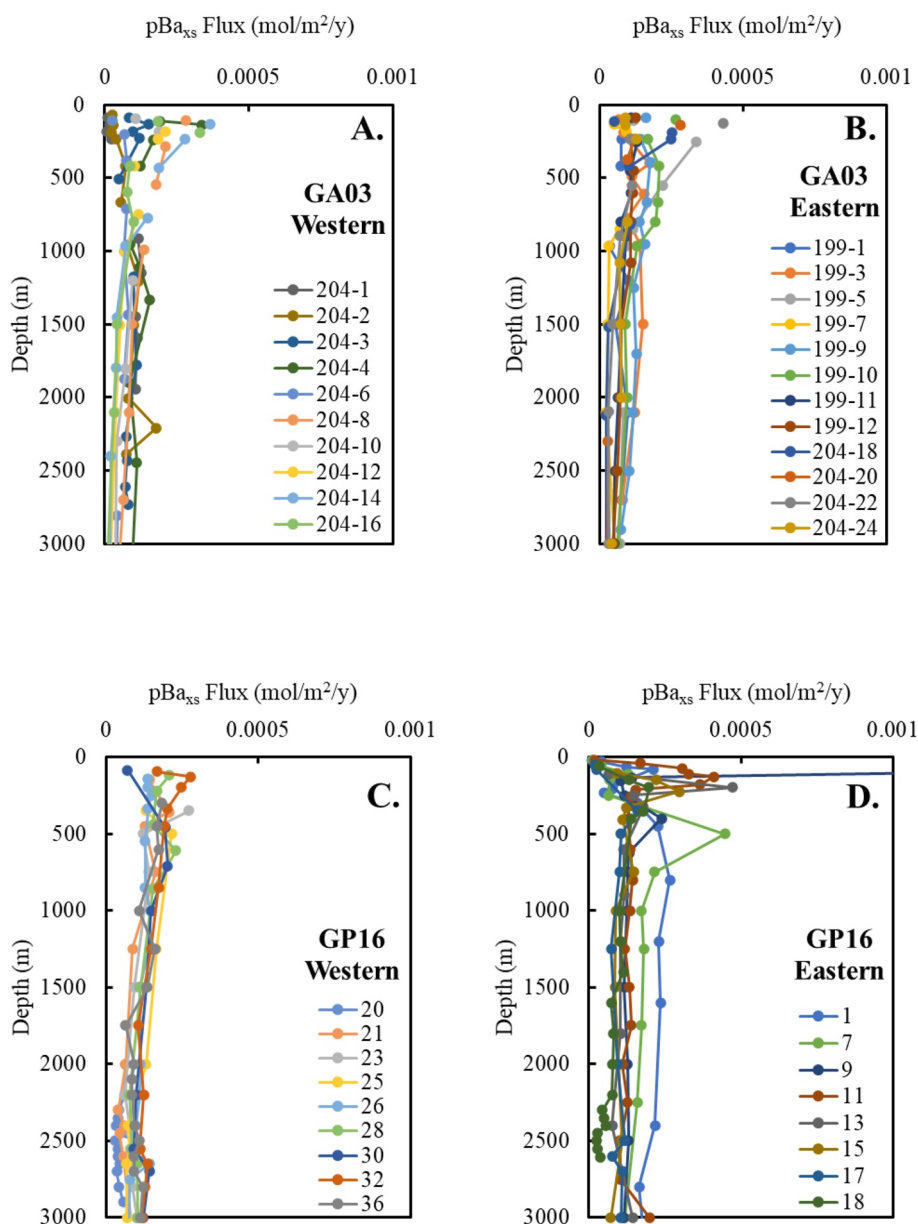 pBaxs Flux (mol/m²/y)
0 0.0005 0.001
0
500
1000
1500
2000
2500
3000
Depth (m)
A.
GA03
Western
204-1
204-2
204-3
204-4
204-6
204-8
204-10
204-12
204-14
204-16
pBaxs Flux (mol/m²/y)
0 0.0005 0.001
0
500
1000
1500
2000
2500
3000
Depth (m)
B.
GA03
Eastern
199-1
199-3
199-5
199-7
199-9
199-10
199-11
199-12
204-18
204-20
204-22
204-24
pBaxs Flux (mol/m²/y)
0 0.0005 0.001
0
500
1000
1500
2000
2500
3000
Depth (m)
C.
GP16
Western
20
21
23
25
26
28
30
32
36
pBaxs Flux (mol/m²/y)
0 0.0005 0.001
0
500
1000
1500
2000
2500
3000
Depth (m)
D.
GP16
Eastern
1
7
9
11
13
15
17
18